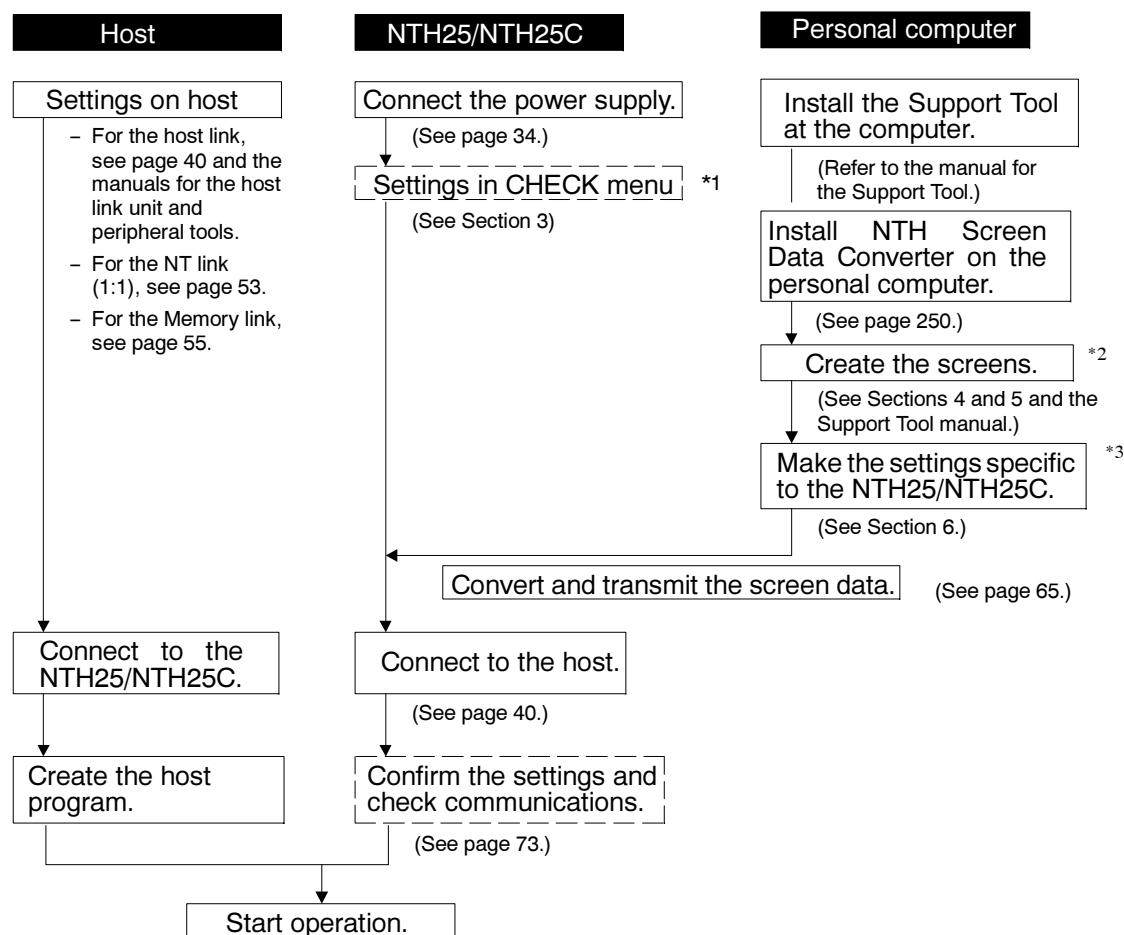 Host
NTH25/NTH25C
Personal computer
Settings on host
– For the host link,
see page 40 and the
manuals for the host
link unit and
peripheral tools.
– For the NT link
(1:1), see page 53.
– For the Memory link,
see page 55.
Connect the power supply.
(See page 34.)
Settings in CHECK menu *1
(See Section 3)
Install the Support Tool
at the computer.
(Refer to the manual for
the Support Tool.)
Install NTH Screen
Data Converter on the
personal computer.
(See page 250.)
Create the screens. *2
(See Sections 4 and 5 and the
Support Tool manual.)
Make the settings specific *3
to the NTH25/NTH25C.
(See Section 6.)
Convert and transmit the screen data. (See page 65.)
Connect to the
NTH25/NTH25C.
Connect to the host.
(See page 40.)
Create the host
program.
Confirm the settings and
check communications.
(See page 73.)
Start operation.